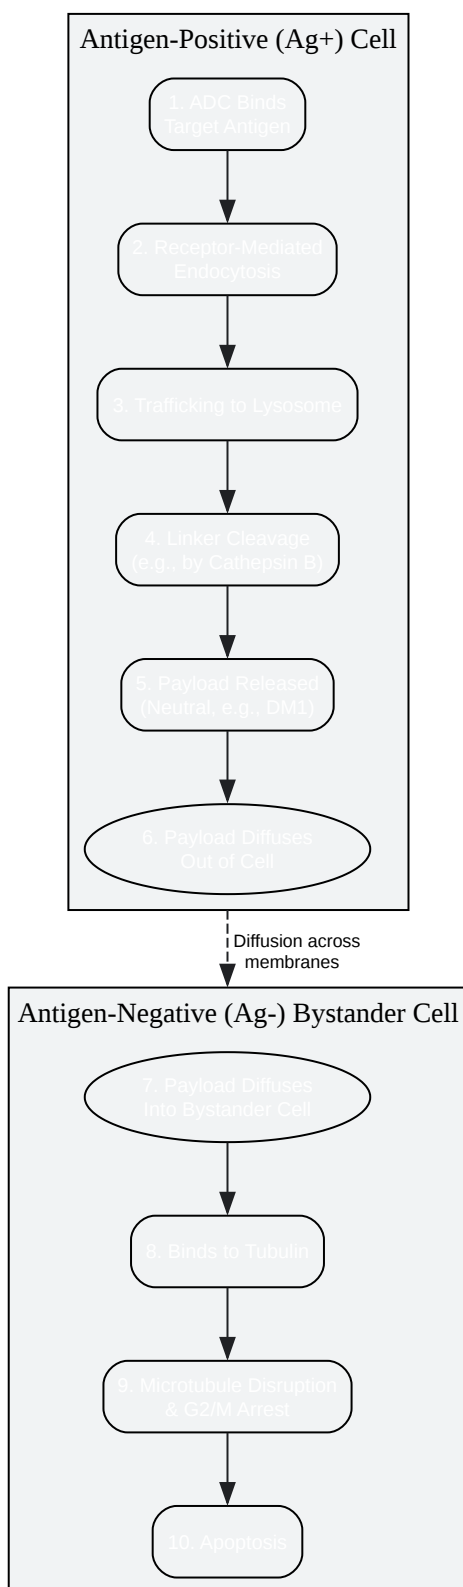 Antigen-Positive (Ag+) Cell
1. ADC Binds
Target Antigen
2. Receptor-Mediated
Endocytosis
3. Trafficking to Lysosome
4. Linker Cleavage
(e.g., by Cathepsin B)
5. Payload Released
(Neutral, e.g., DM1)
6. Payload Diffuses
Out of Cell
Diffusion across
membranes
Antigen-Negative (Ag-) Bystander Cell
7. Payload Diffuses
Into Bystander Cell
8. Binds to Tubulin
9. Microtubule Disruption
& G2/M Arrest
10. Apoptosis